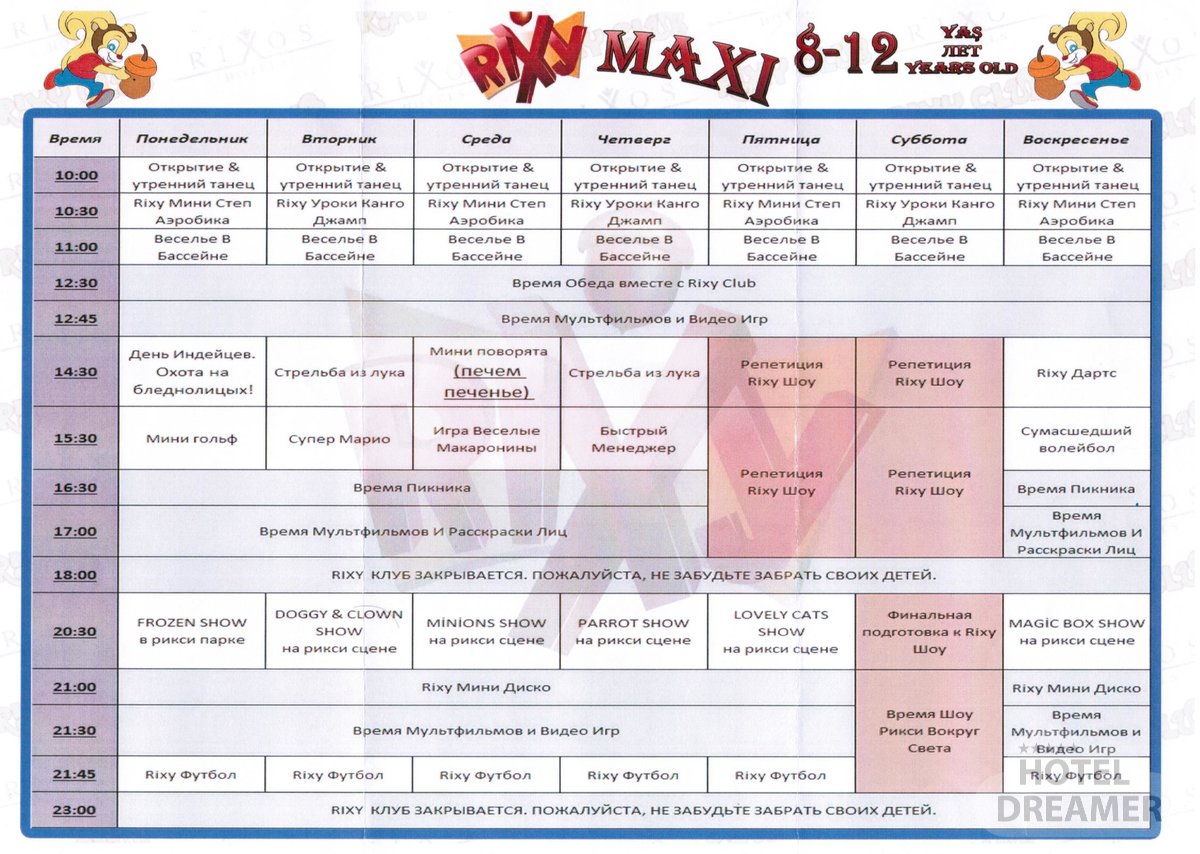 RIXY MAXI 8-12 YAŞ
ЛЕТ
YEARS OLD
Время Понедельник Вторник Среда Четверг Пятница Суббота Воскресенье
10:00
Открытие &
утренний танец
Открытие &
утренний танец
Открытие &
утренний танец
Открытие &
утренний танец
Открытие &
утренний танец
Открытие &
утренний танец
Открытие &
утренний танец
10:30
Rixy Мини Степ
Аэробика
Rixy Уроки Канго
Джамп
Rixy Мини Степ
Аэробика
Rixy Уроки Канго
Джамп
Rixy Мини Степ
Аэробика
Rixy Уроки Канго
Джамп
Rixy Мини Степ
Аэробика
11:00
Веселье В
Бассейне
Веселье В
Бассейне
Веселье В
Бассейне
Веселье В
Бассейне
Веселье В
Бассейне
Веселье В
Бассейне
Веселье В
Бассейне
12:30
Время Обеда вместе с Rixy Club
12:45
Время Мультфильмов и Видео Игр
14:30
День Индейцев.
Охота на
бледнолицых!
Стрельба из лука
Мини поворята
(печем
печенье)
Стрельба из лука
Репетиция
Rixy Шоу
Репетиция
Rixy Шоу
Rixy Дартс
15:30
Мини гольф
Супер Марио
Игра Веселые
Макаронины
Быстрый
Менеджер
Репетиция
Rixy Шоу
Репетиция
Rixy Шоу
Сумасшедший
волейбол
16:30
Время Пикника
Время Пикника
17:00
Время Мультфильмов И Расскраски Лиц
Время
Мультфильмов И
Расскраски Лиц
18:00
RIXY КЛУБ ЗАКРЫВАЕТСЯ. ПОЖАЛУЙСТА, НЕ ЗАБУДЬТЕ ЗАБРАТЬ СВОИХ ДЕТЕЙ.
20:30
FROZEN SHOW
в рикси парке
DOGGY & CLOWN
SHOW
на рикси сцене
MİNİONS SHOW
на рикси сцене
PARROT SHOW
на рикси сцене
LOVELY CATS
SHOW
на рикси сцене
Финальная
подготовка к Rixy
Шоу
MAGİC BOX SHOW
на рикси сцене
21:00
Rixy Мини Диско
Время Шоу
Рикси Вокруг
Света
Rixy Мини Диско
21:30
Время Мультфильмов и Видео Игр
Время
Мультфильмов и
Видео Игр
21:45
Rixy Футбол
Rixy Футбол
Rixy Футбол
Rixy Футбол
Rixy Футбол
Rixy Футбол
23:00
RIXY КЛУБ ЗАКРЫВАЕТСЯ. ПОЖАЛУЙСТА, НЕ ЗАБУДЬТЕ ЗАБРАТЬ СВОИХ ДЕТЕЙ.
HOTEL
DREAMER